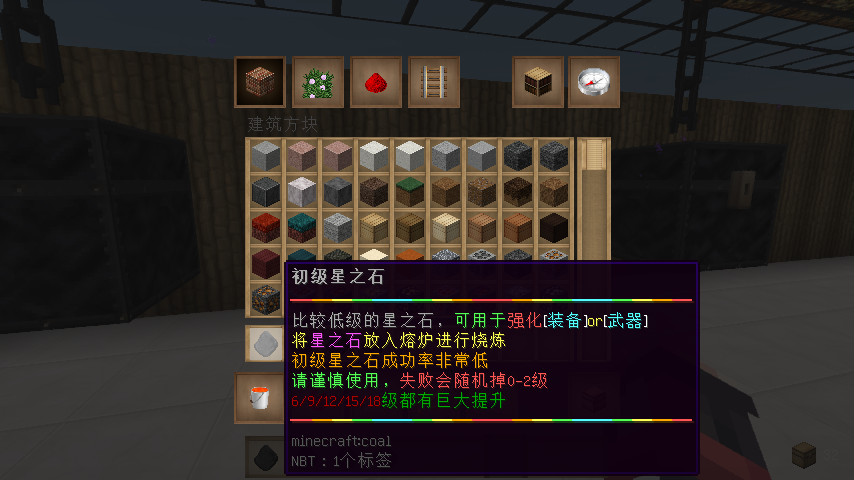 建筑方块
初级星之石
比较低级的星之石，可用于强化[装备]or[武器]
将星之石放入熔炉进行烧炼
初级星之石成功率非常低
请谨慎使用，失败会随机掉0-2级
6/9/12/15/18级都有巨大提升
minecraft:coal
NBT：1个标签